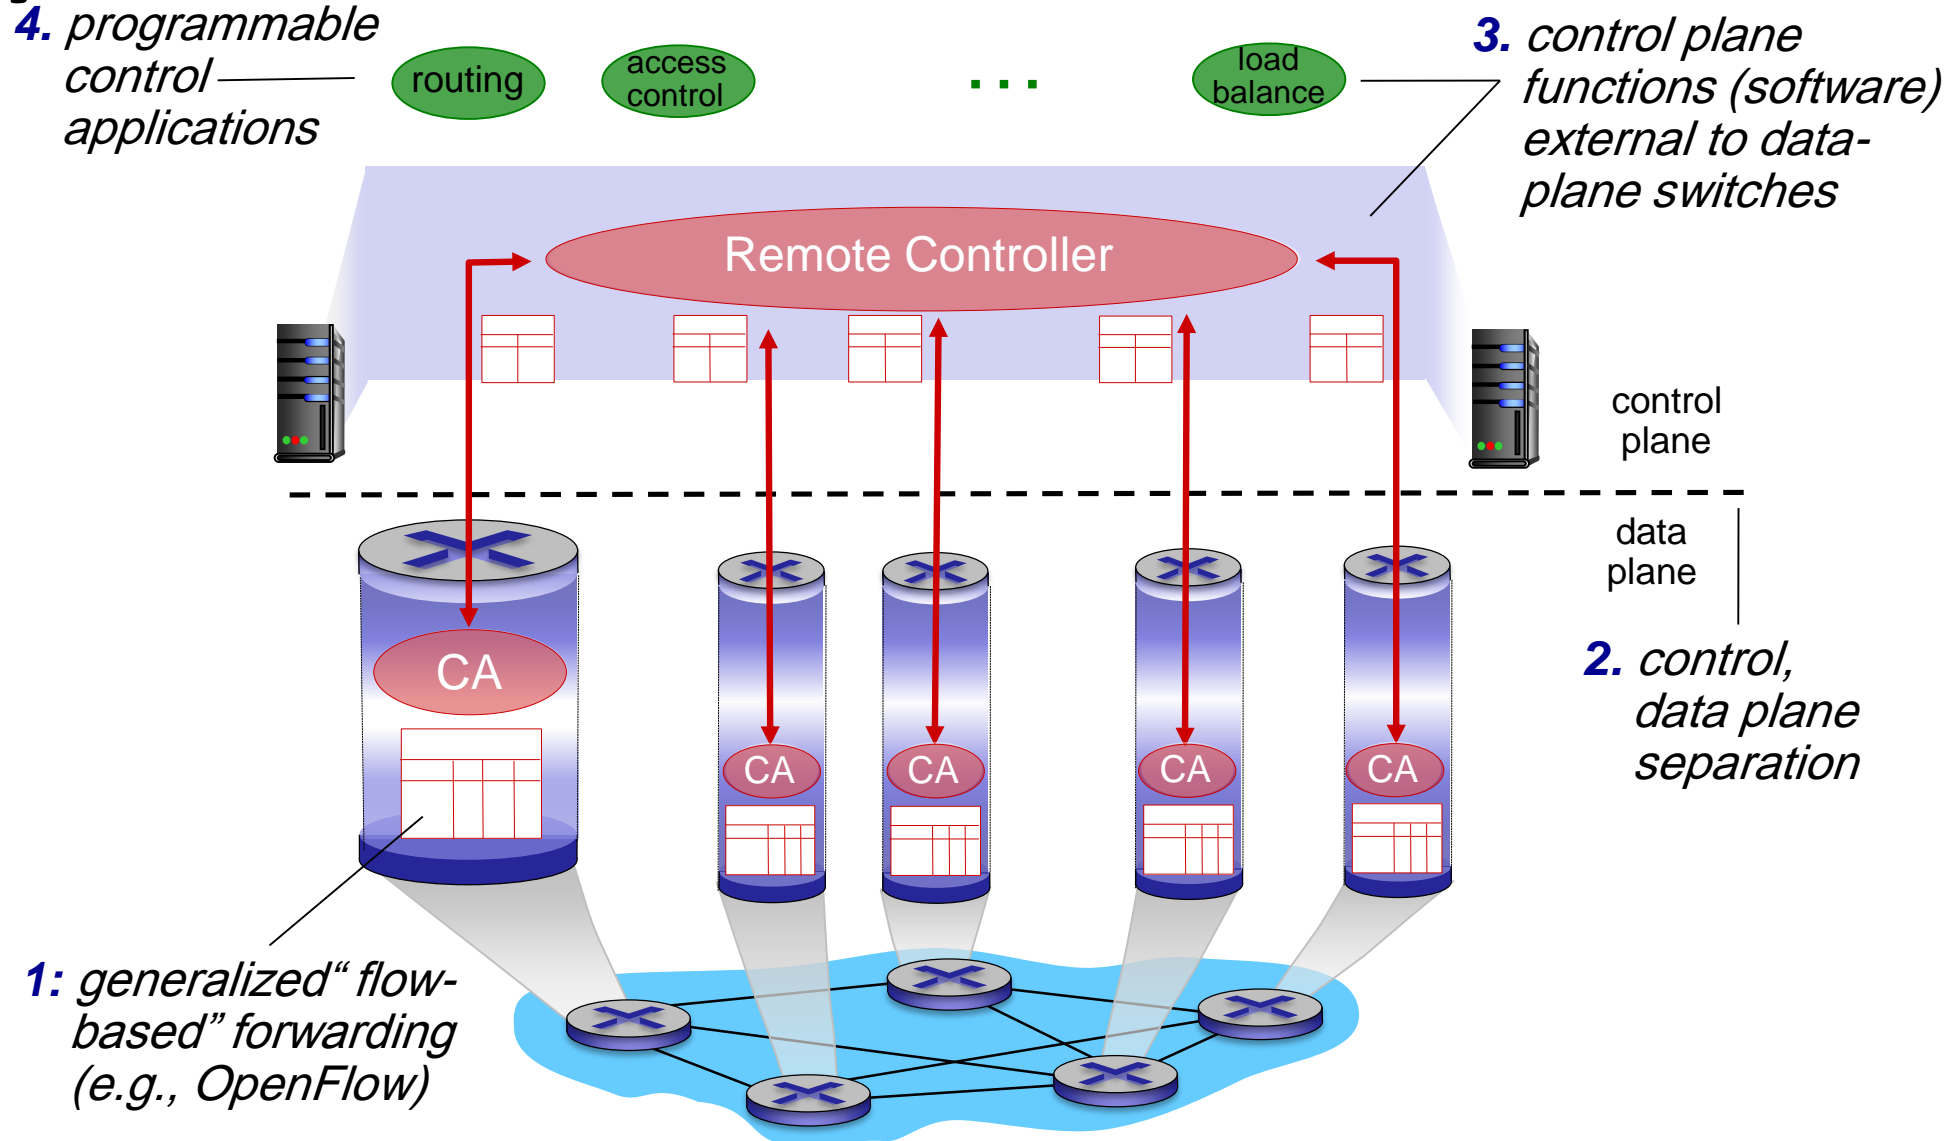 4. programmable
control
applications
routing
access
control
. . .
load
balance
3. control plane
functions (software)
external to data-
plane switches
Remote Controller
control
plane
data
plane
CA
CA
CA
CA
CA
2. control,
data plane
separation
1: generalized“ flow-
based” forwarding
(e.g., OpenFlow)